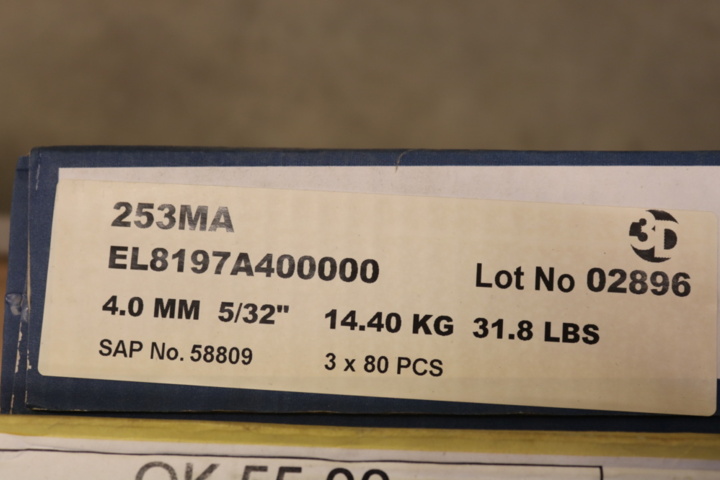 253MA
3D
EL8197A400000
Lot No 02896
4.0 MM 5/32" 14.40 KG 31.8 LBS
SAP No. 58809 3 x 80 PCS